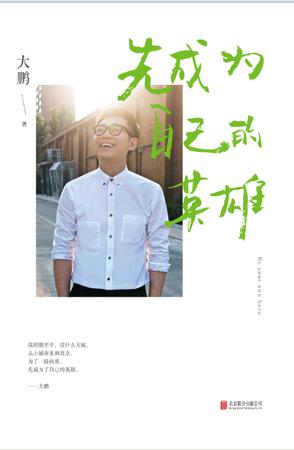 大鹏
著
先成为
自己的
英雄
Be your own hero
我相貌平平，没什么天赋。
从小城市来到北京，
为了一路向前，
先成为了自己的英雄。
——大鹏
北京联合出版公司